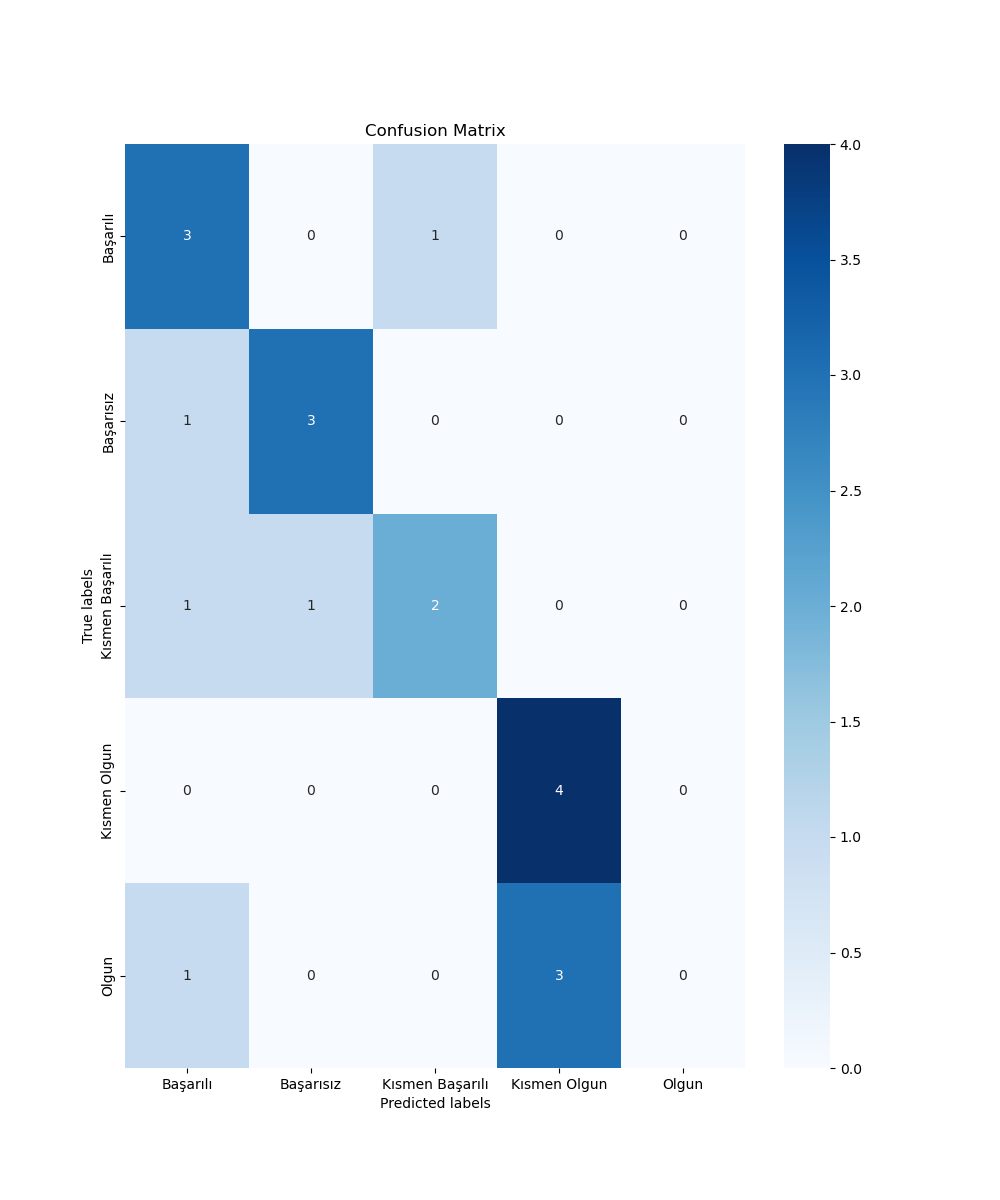 Confusion Matrix
True labels
Başarılı
3 0 1 0 0
Başarısız
1 3 0 0 0
Kısmen Başarılı
1 1 2 0 0
Kısmen Olgun
0 0 0 4 0
Olgun
1 0 0 3 0
Başarılı Başarısız Kısmen Başarılı Kısmen Olgun Olgun
Predicted labels
4.0
3.5
3.0
2.5
2.0
1.5
1.0
0.5
0.0